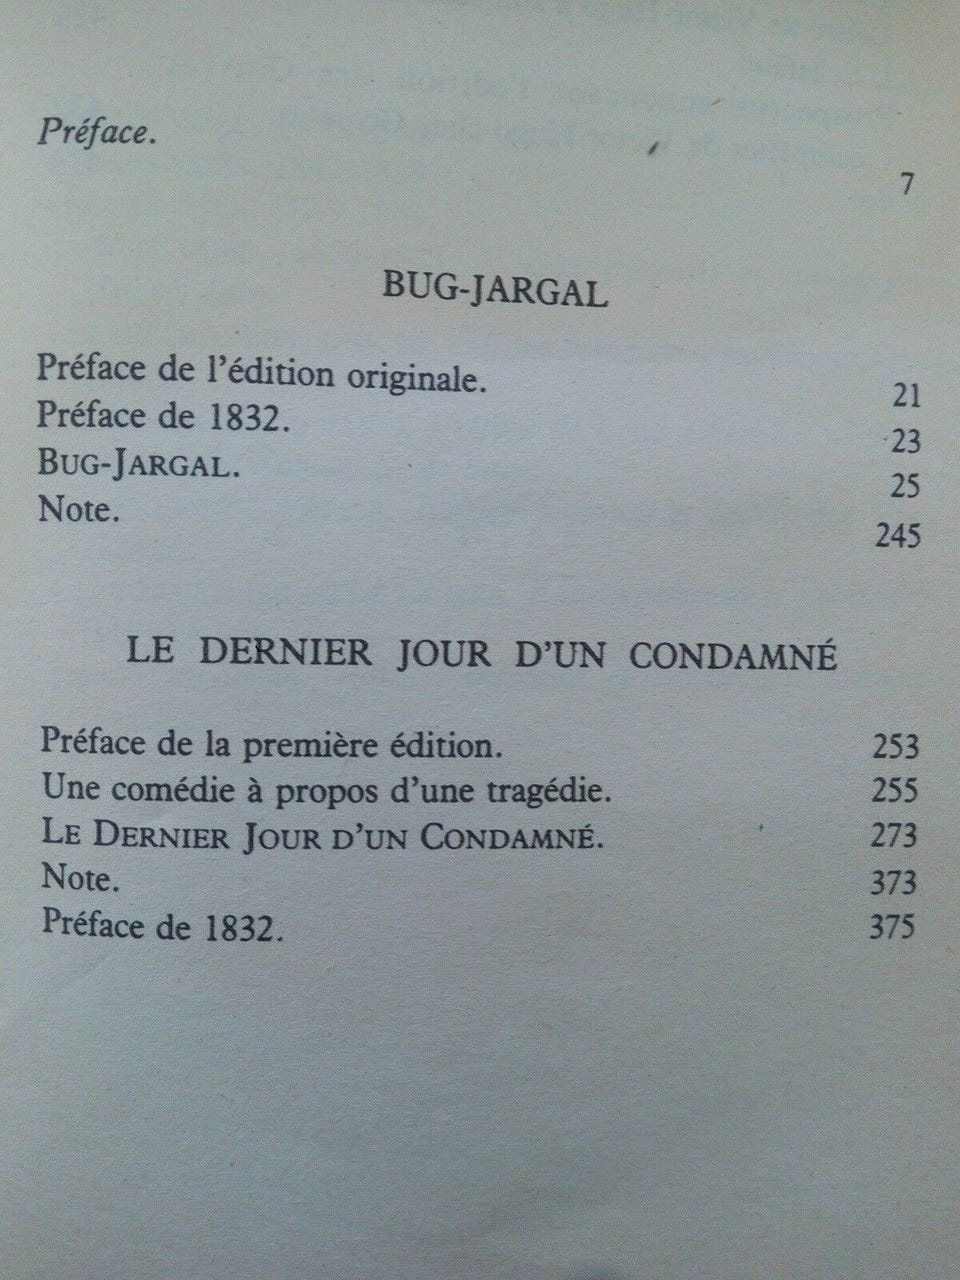 Préface.
7
BUG-JARGAL
Préface de l'édition originale. 21
Préface de 1832. 23
BUG-JARGAL. 25
Note. 245
LE DERNIER JOUR D'UN CONDAMNÉ
Préface de la première édition. 253
Une comédie à propos d'une tragédie. 255
LE DERNIER JOUR D'UN CONDAMNÉ. 273
Note. 373
Préface de 1832. 375